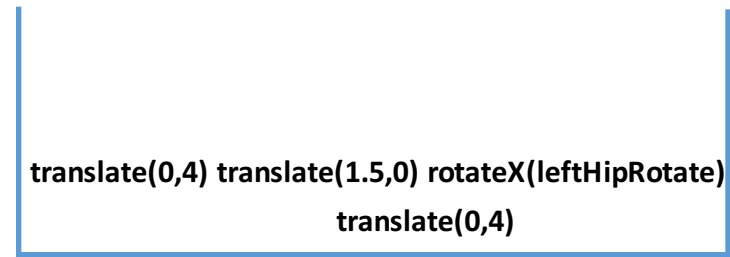 translate(0,4) translate(1.5,0) rotateX(leftHipRotate)
translate(0,4)